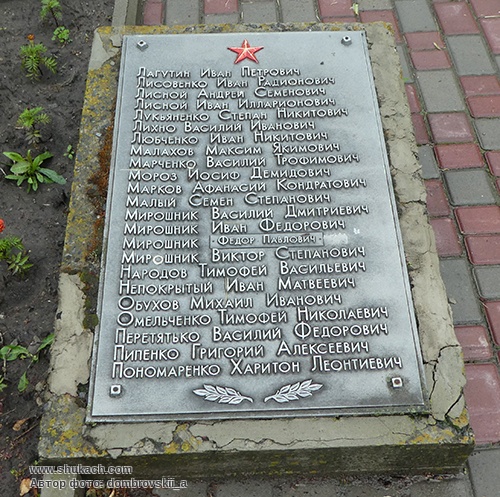 Лагутин Иван Петрович
Лисовенко Иван Радионович
Лисной Андрей Семенович
Лисной Иван Илларионович
Лукьяненко Степан Никитович
Лихно Василий Иванович
Любченко Иван Никитович
Малахов Максим Якимович
Марченко Василий Трофимович
Мороз Иосиф Демидович
Марков Афанасий Кондратович
Малый Семен Степанович
Мирошник Василий Дмитриевич
Мирошник Иван Федорович
Мирошник Федор Павлович
Мирошник Виктор Степанович
Народов Тимофей Васильевич
Непокрытый Иван Матвеевич
Обухов Михаил Иванович
Омельченко Тимофей Николаевич
Перетятько Василий Федорович
Пипенко Григорий Алексеевич
Пономаренко Харитон Леонтиевич
www.shukach.com
Автор фото: dombrovskii_a